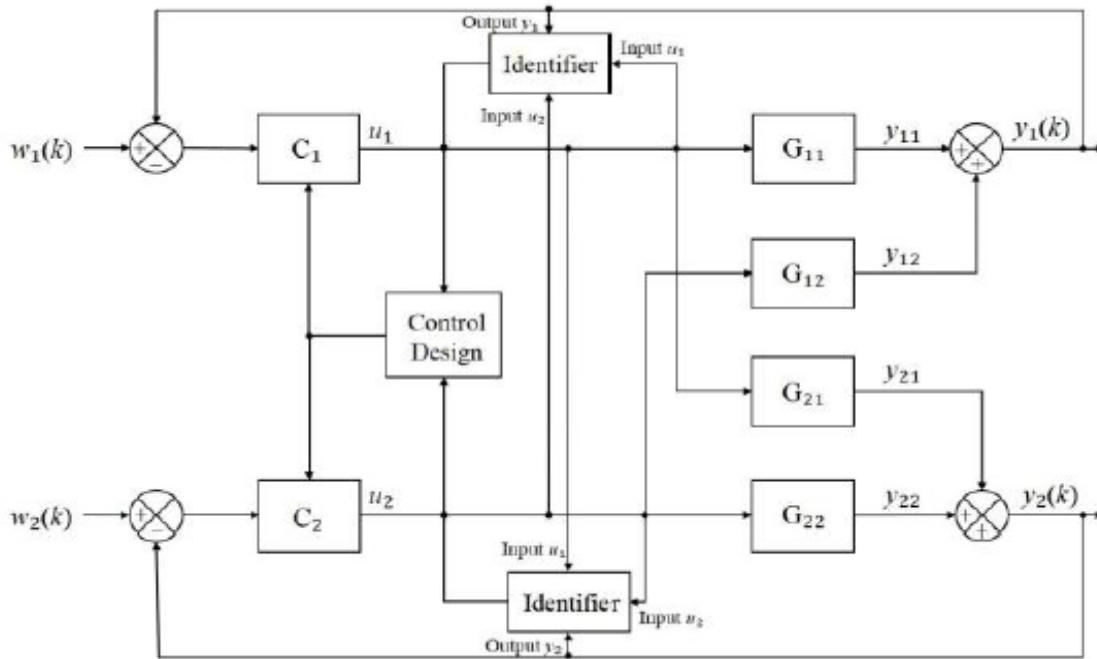 Output y₁
Identifier
Input u₁
Input u₂
w₁(k)
+
−
C₁
u₁
G₁₁
y₁₁
+
+
y₁(k)
G₁₂
y₁₂
Control
Design
G₂₁
y₂₁
w₂(k)
+
−
C₂
u₂
G₂₂
y₂₂
+
+
y₂(k)
Input u₁
Identifier
Input u₂
Output y₂